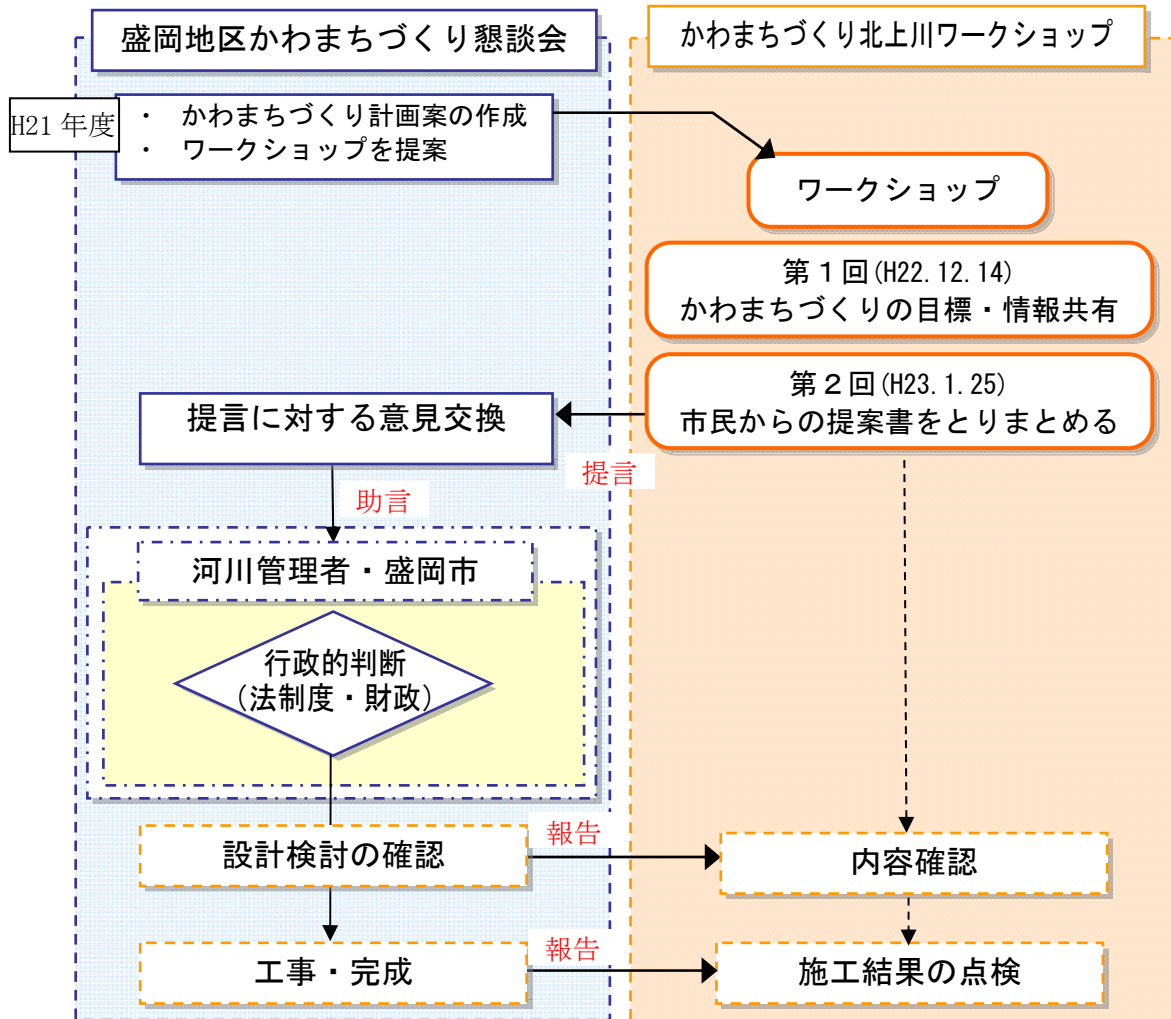 盛岡地区かわまちづくり懇談会
かわまちづくり北上川ワークショップ
H21年度
・ かわまちづくり計画案の作成
・ ワークショップを提案
ワークショップ
第1回(H22.12.14)
かわまちづくりの目標・情報共有
第2回(H23.1.25)
市民からの提案書をとりまとめる
提言に対する意見交換
提言
助言
河川管理者・盛岡市
行政的判断
(法制度・財政)
設計検討の確認
報告
内容確認
工事・完成
報告
施工結果の点検